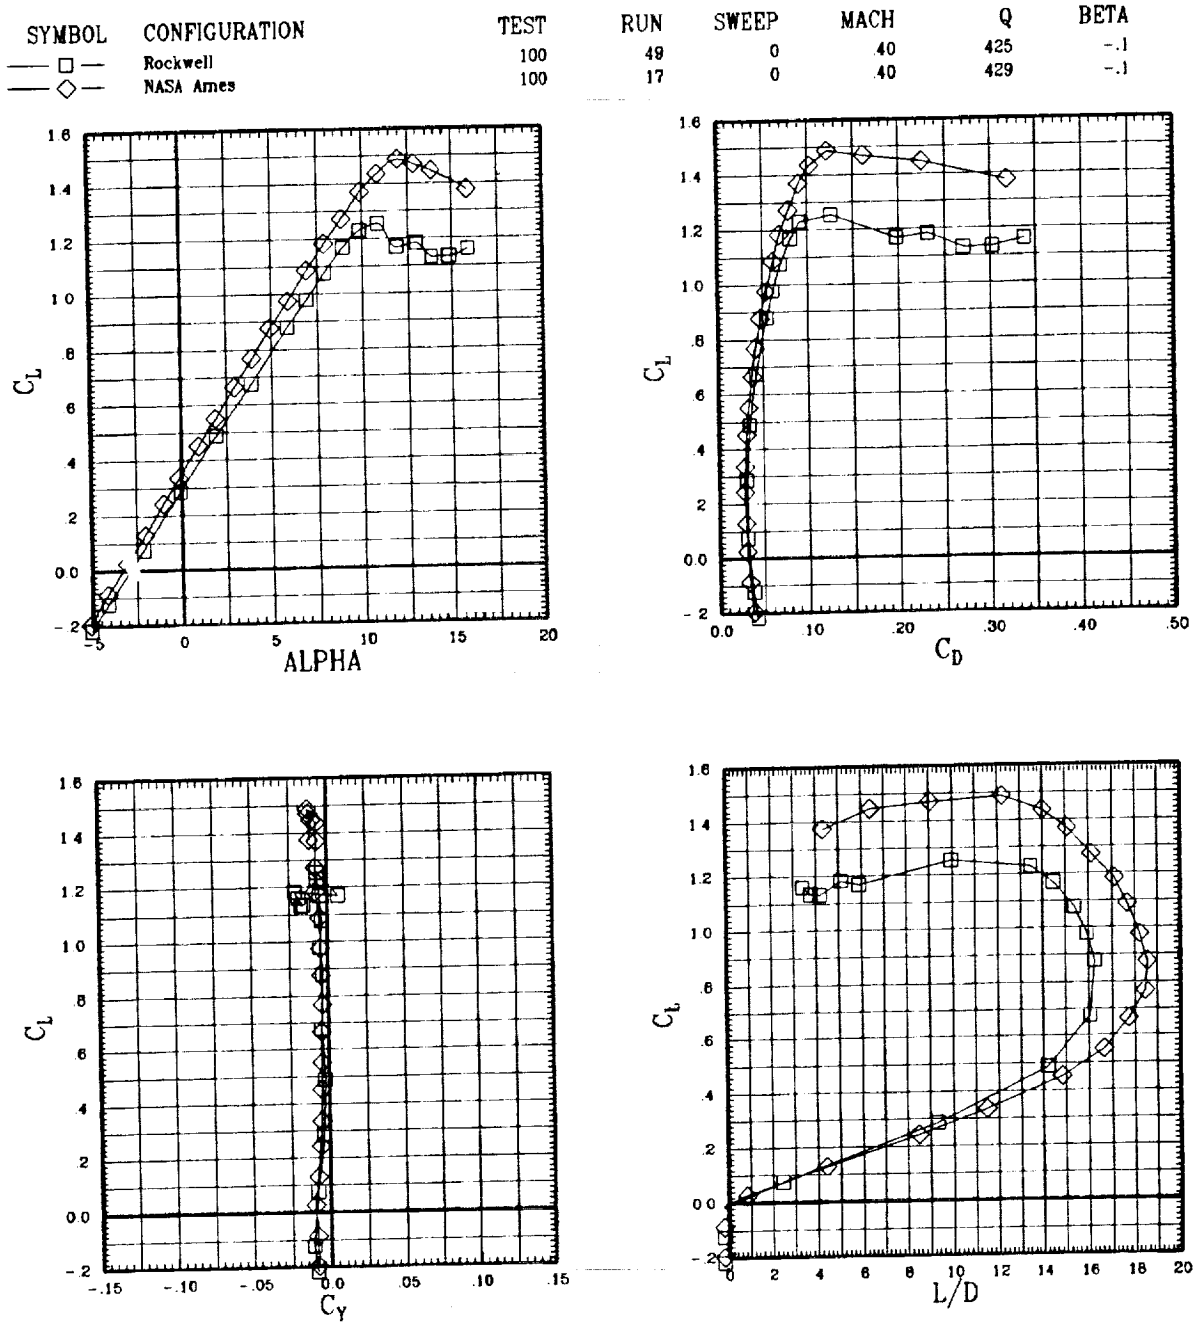 SYMBOL CONFIGURATION TEST RUN SWEEP MACH Q BETA
Rockwell 100 49 0 .40 425 -.1
NASA Ames 100 17 0 .40 429 -.1
1.6
1.4
1.2
1.0
.8
.6
.4
.2
0.0
-.2
C_L
-5 0 5 10 15 20
ALPHA
1.6
1.4
1.2
1.0
.8
.6
.4
.2
0.0
-.2
C_L
0.0 .10 .20 .30 .40 .50
C_D
1.6
1.4
1.2
1.0
.8
.6
.4
.2
0.0
-.2
C_L
-.15 -.10 -.05 0.0 .05 .10 .15
C_Y
1.6
1.4
1.2
1.0
.8
.6
.4
.2
0.0
-.2
C_L
0 2 4 6 8 10 12 14 16 18 20
L/D